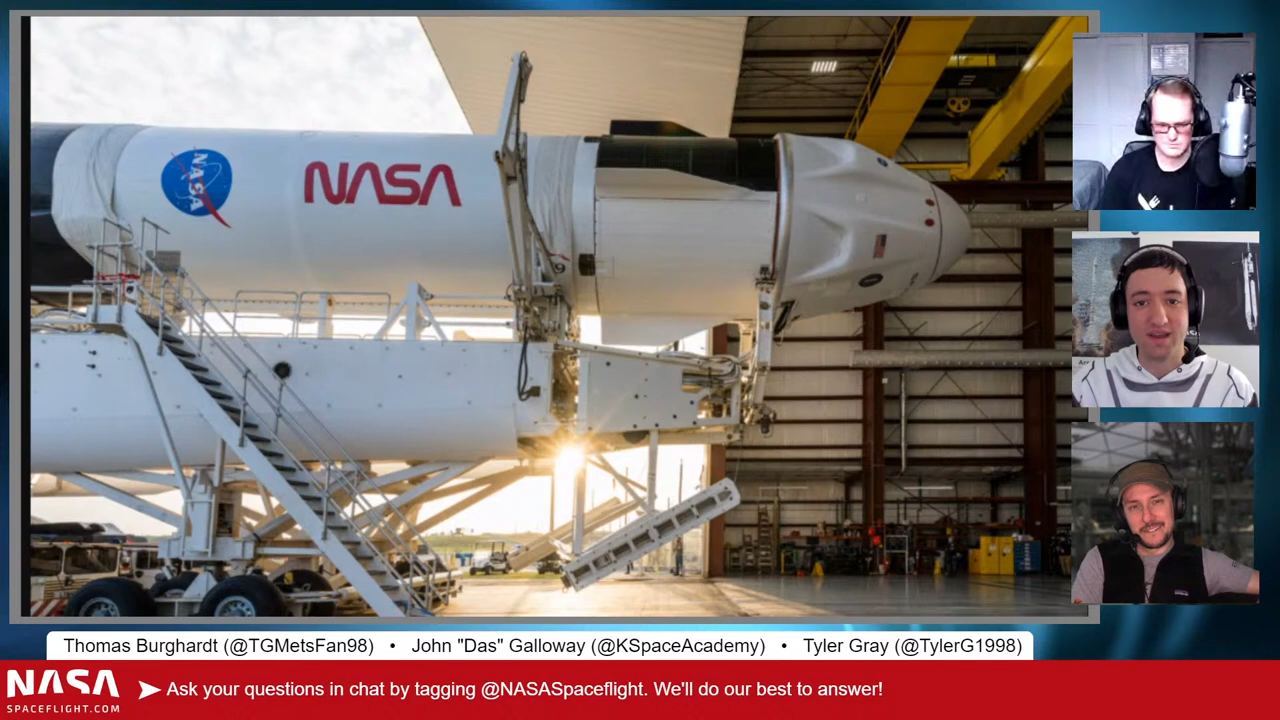 NASA
NASA
Thomas Burghardt (@TGMetsFan98) • John "Das" Galloway (@KSpaceAcademy) • Tyler Gray (@TylerG1998)
NASA
SPACEFLIGHT.COM
Ask your questions in chat by tagging @NASASpaceflight. We'll do our best to answer!